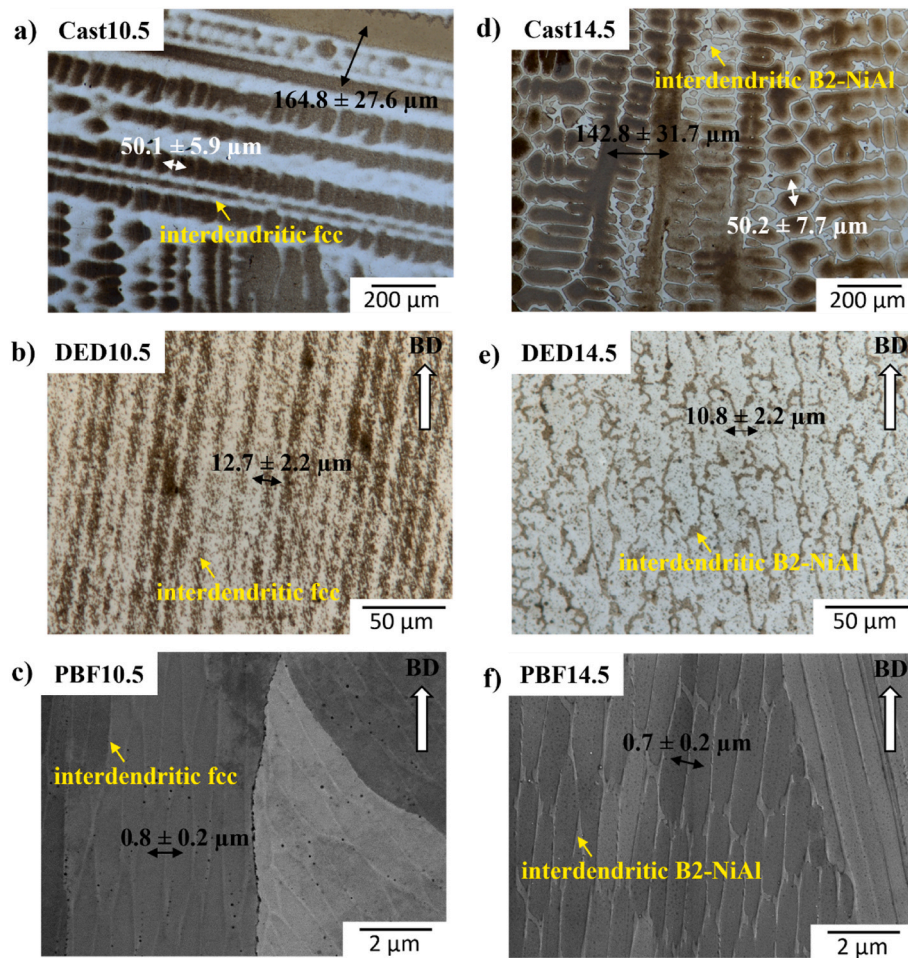 a) Cast10.5
164.8 ± 27.6 µm
50.1 ± 5.9 µm
interdendritic fcc
200 µm
d) Cast14.5
interdendritic B2-NiAl
142.8 ± 31.7 µm
50.2 ± 7.7 µm
200 µm
b) DED10.5
BD
12.7 ± 2.2 µm
interdendritic fcc
50 µm
e) DED14.5
BD
10.8 ± 2.2 µm
interdendritic B2-NiAl
50 µm
c) PBF10.5
BD
interdendritic fcc
0.8 ± 0.2 µm
2 µm
f) PBF14.5
BD
0.7 ± 0.2 µm
interdendritic B2-NiAl
2 µm